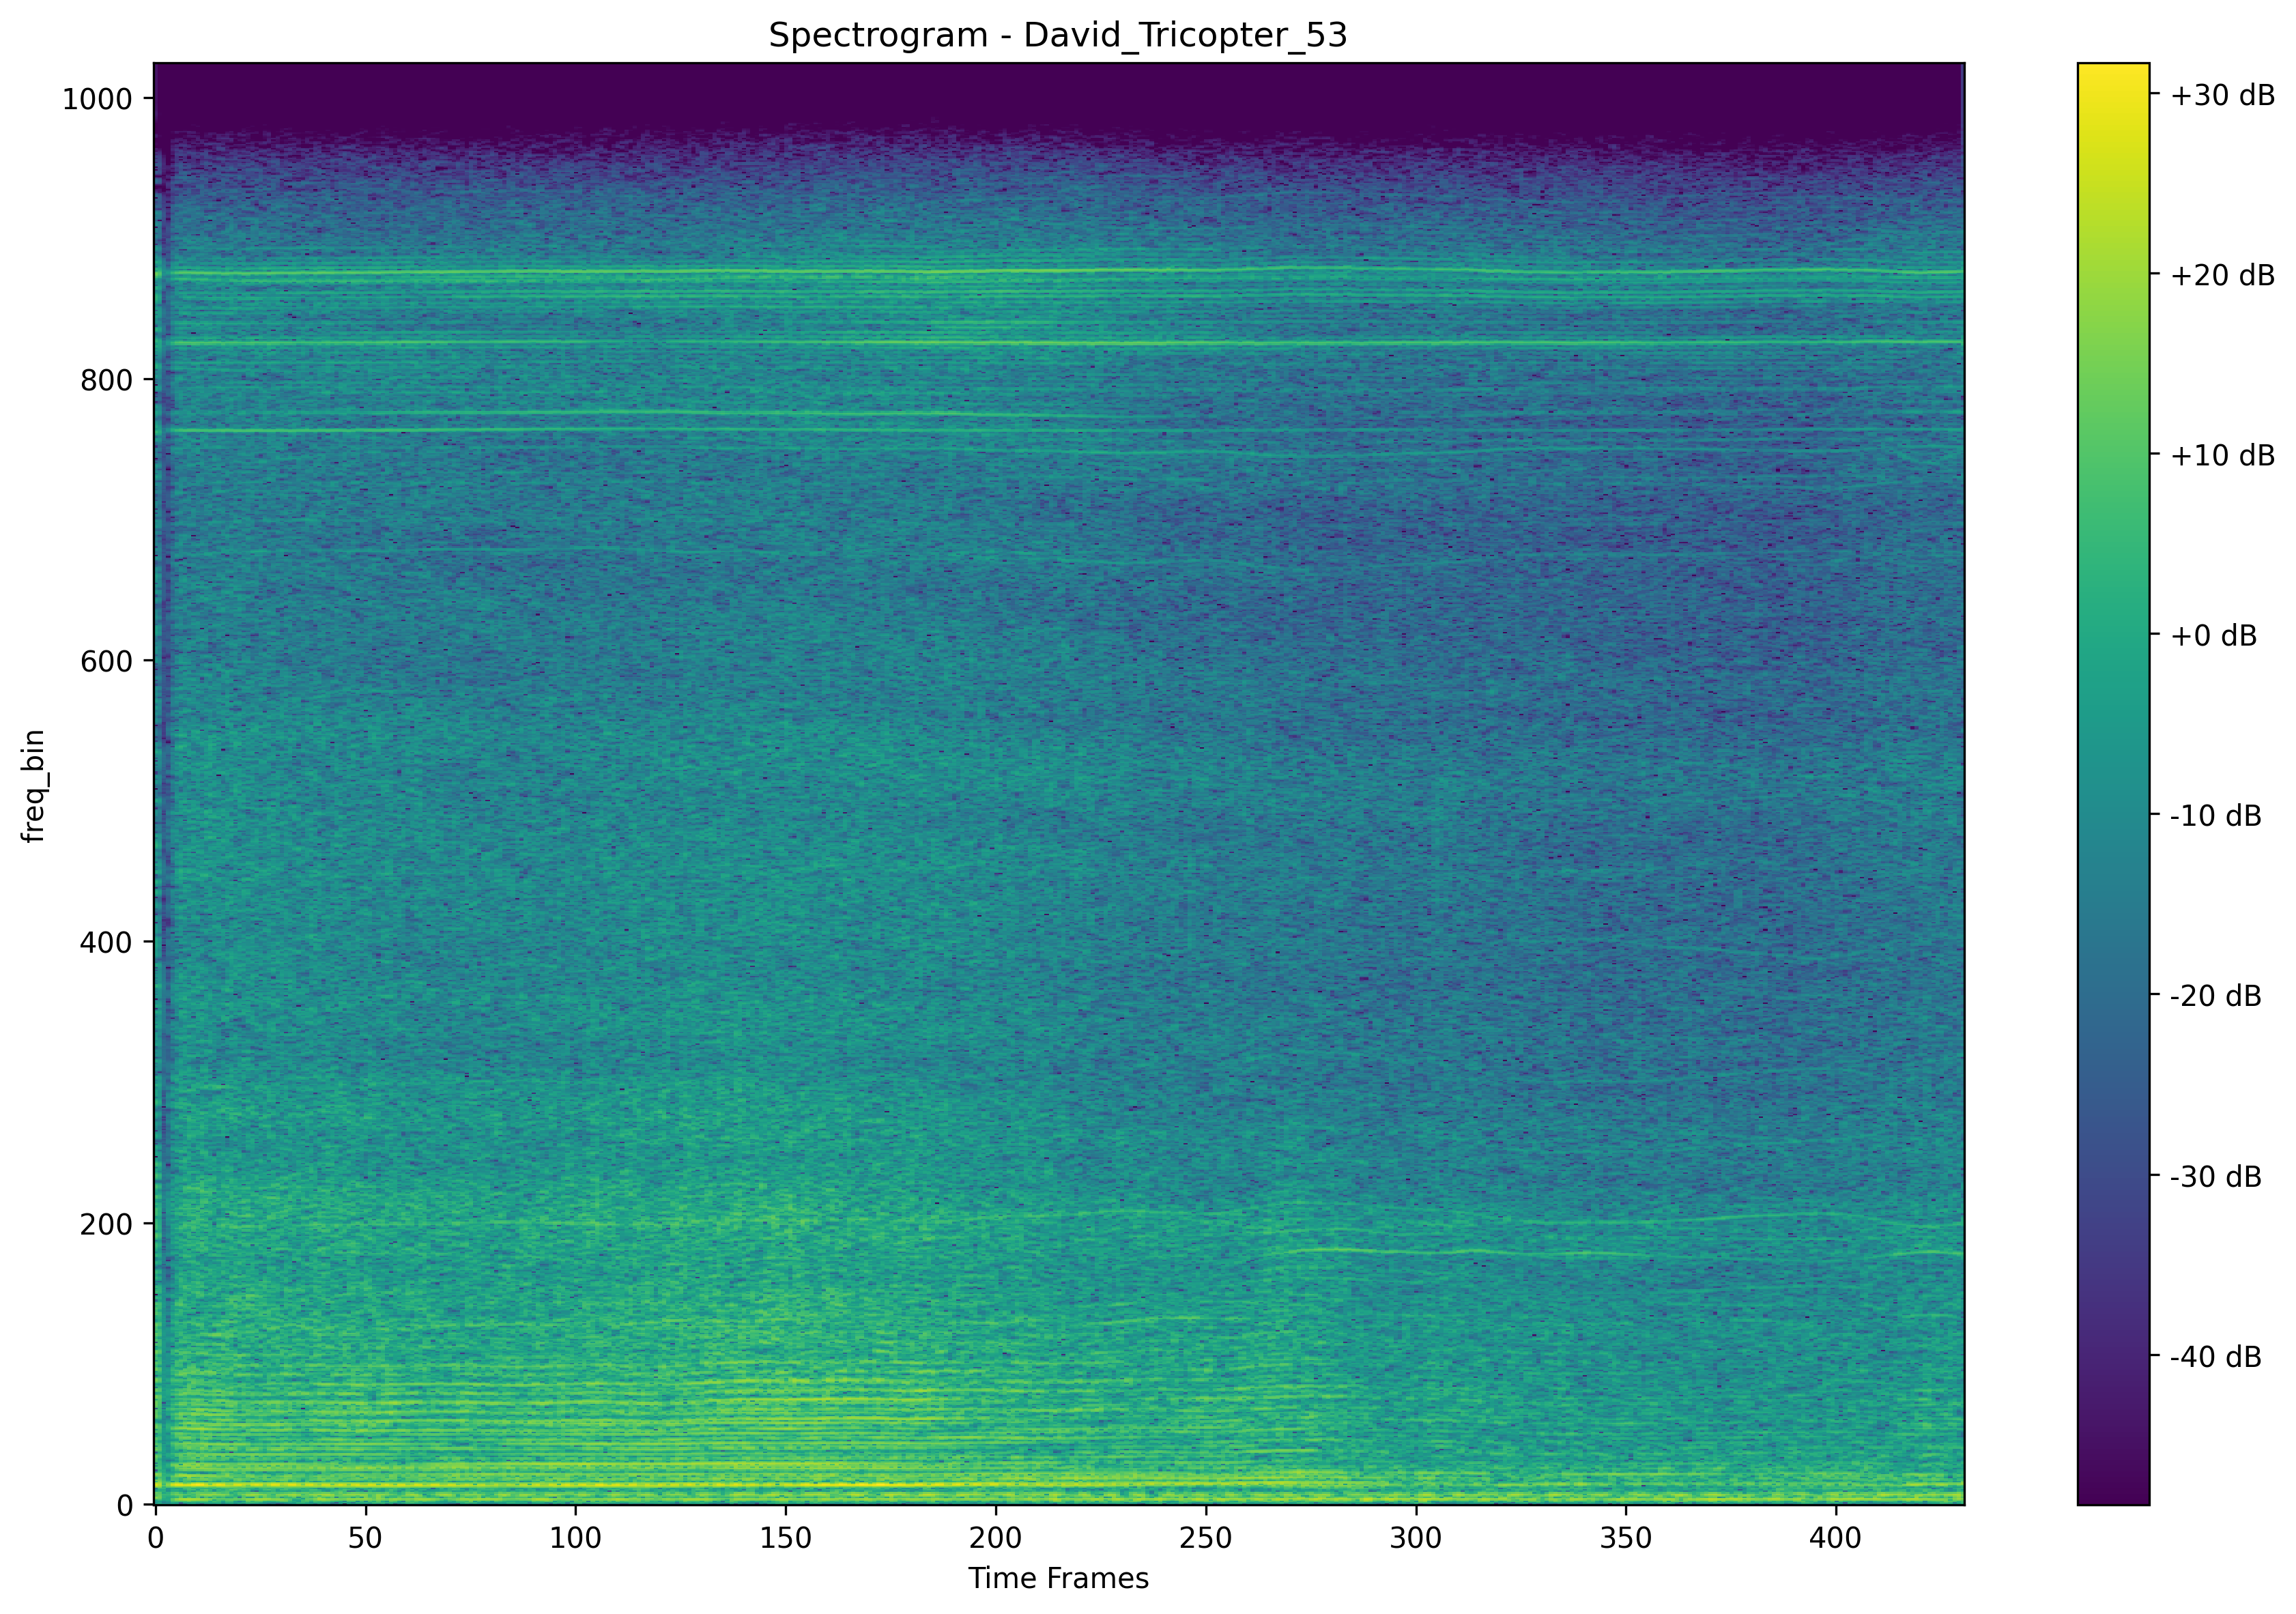 Spectrogram - David_Tricopter_53
1000
800
600
400
200
0
freq_bin
0 50 100 150 200 250 300 350 400
Time Frames
+30 dB
+20 dB
+10 dB
+0 dB
-10 dB
-20 dB
-30 dB
-40 dB